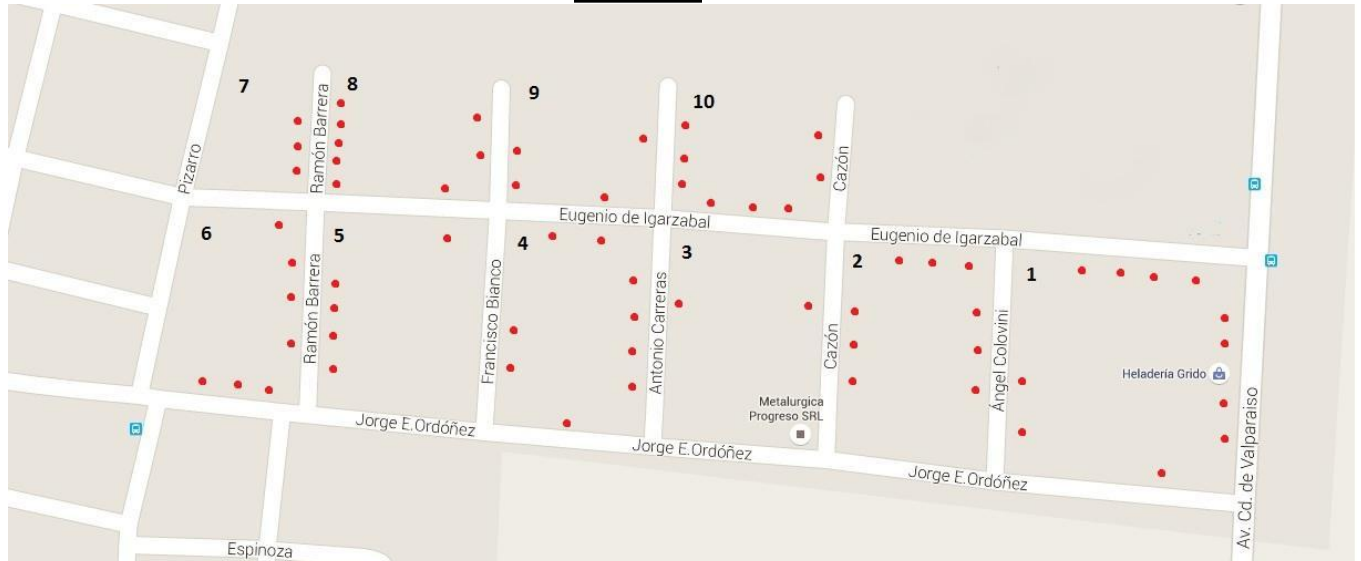 7
8
9
10
Pizarro
Ramón Barrera
Cazón
Eugenio de Igarzabal
Eugenio de Igarzabal
6
5
4
3
2
1
Ramón Barrera
Francisco Bianco
Antonio Carreras
Cazón
Ángel Colovini
Heladería Grido
Av. Cd. de Valparaiso
Metalurgica
Progreso SRL
Jorge E.Ordóñez
Jorge E.Ordóñez
Jorge E.Ordóñez
Espinoza